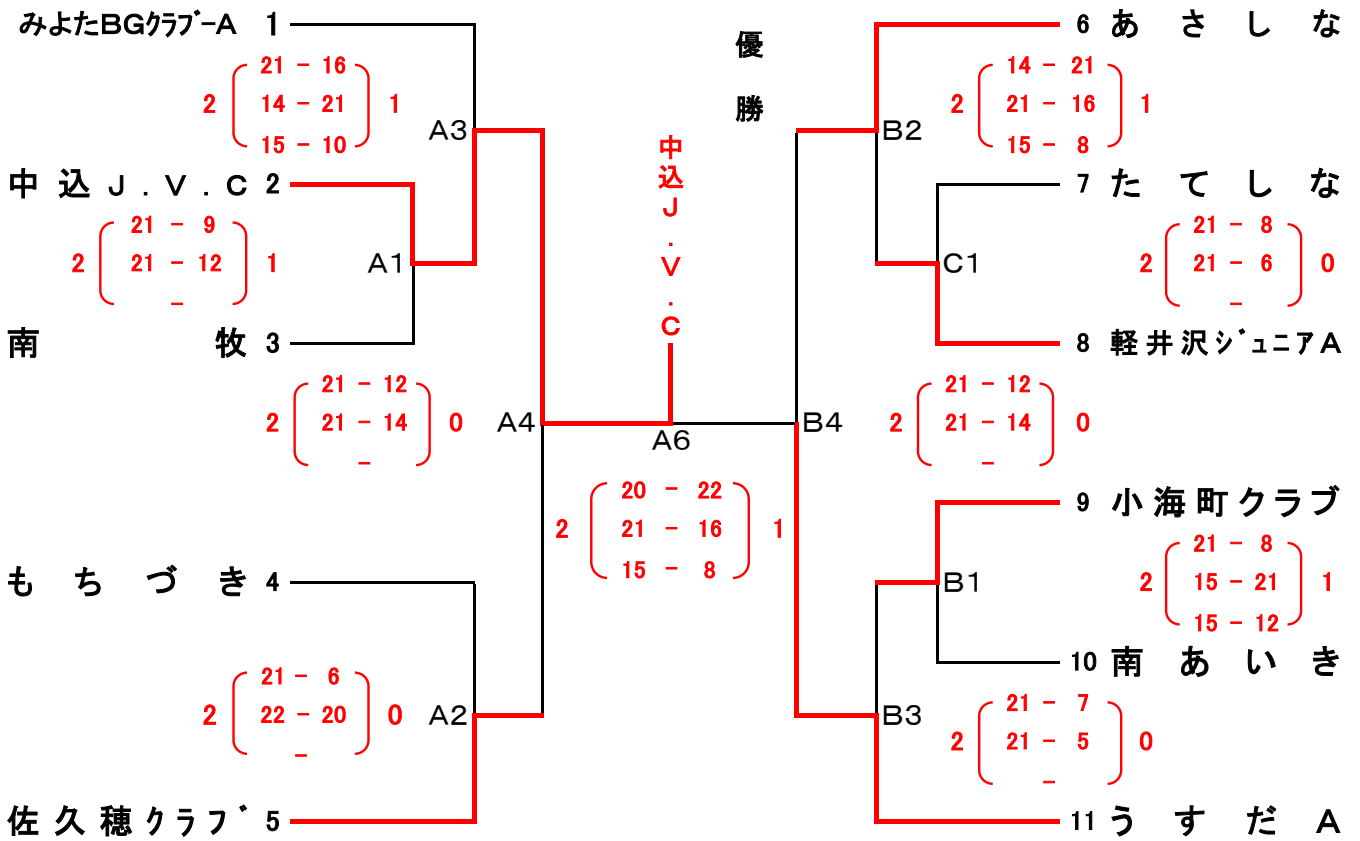 みよたBGクラブ-A 1
2 21 - 16 1
14 - 21
15 - 10
A3
中込J.V.C 2
2 21 - 9 1
21 - 12
-
A1
南牧 3
2 21 - 12 0
21 - 14
-
A4
もちづき 4
2 21 - 6 0
22 - 20
-
A2
佐久穂クラブ 5
優勝
中込J.V.C
A6
2 20 - 22 1
21 - 16
15 - 8
6 あさしな
2 14 - 21 1
21 - 16
15 - 8
B2
7 たてしな
2 21 - 8 0
21 - 6
-
C1
8 軽井沢ジュニアA
2 21 - 12 0
21 - 14
-
B4
9 小海町クラブ
2 21 - 8 1
15 - 21
15 - 12
B1
10 南あいき
2 21 - 7 0
21 - 5
-
B3
11 うすだA